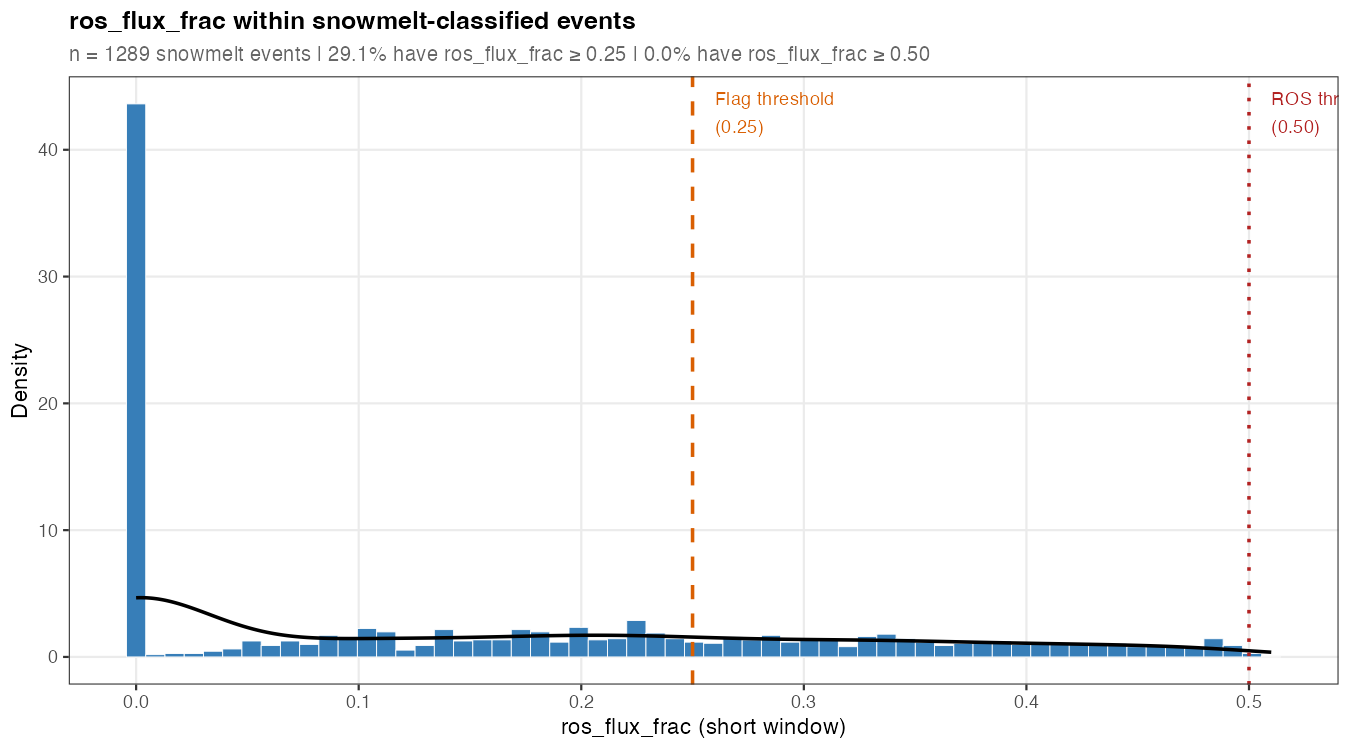 ros_flux_frac within snowmelt-classified events
n = 1289 snowmelt events | 29.1% have ros_flux_frac ≥ 0.25 | 0.0% have ros_flux_frac ≥ 0.50
Flag threshold
(0.25)
ROS thr
(0.50)
Density
40
30
20
10
0
0.0 0.1 0.2 0.3 0.4 0.5
ros_flux_frac (short window)